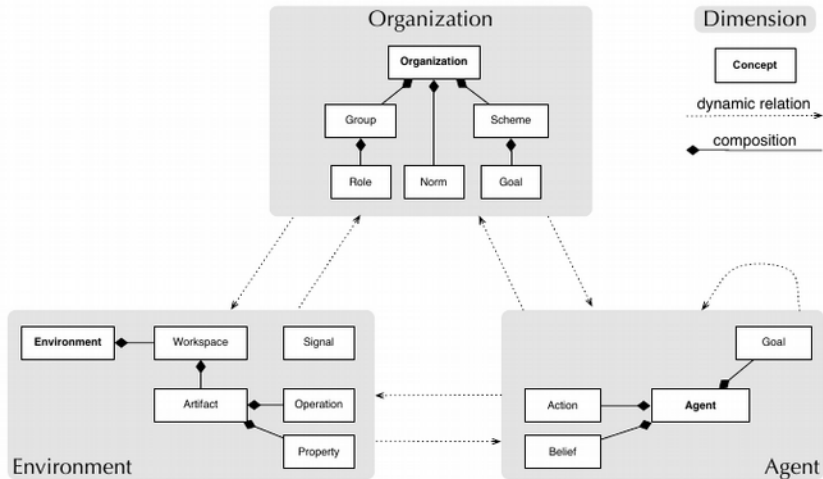 Organization
Dimension
Organization
Concept
dynamic relation
Group
Scheme
composition
Role
Norm
Goal
Environment
Workspace
Signal
Goal
Artifact
Operation
Action
Agent
Property
Belief
Environment
Agent